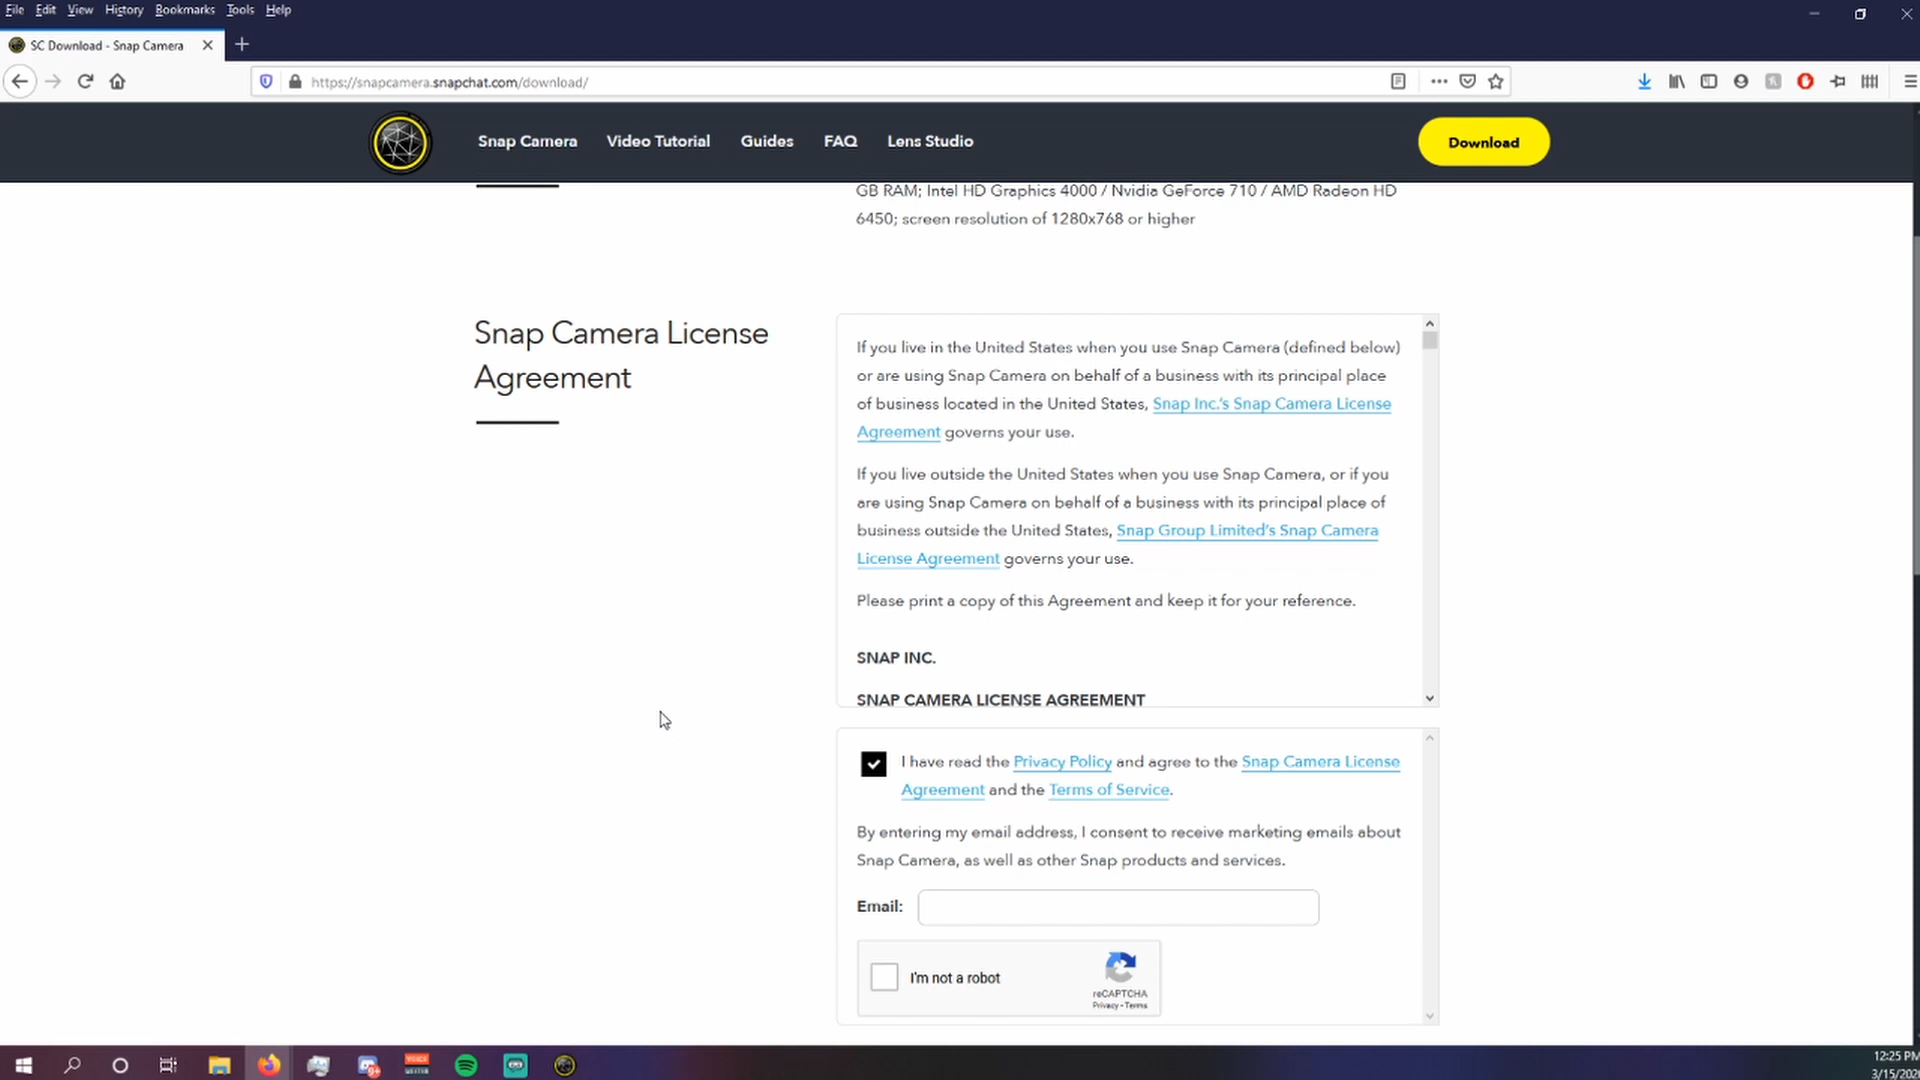 File Edit View History Bookmarks Tools Help
SC Download - Snap Camera
https://snapcamera.snapchat.com/download/
Snap Camera Video Tutorial Guides FAQ Lens Studio Download
GB RAM; Intel HD Graphics 4000 / Nvidia GeForce 710 / AMD Radeon HD
6450; screen resolution of 1280x768 or higher
Snap Camera License
Agreement
If you live in the United States when you use Snap Camera (defined below)
or are using Snap Camera on behalf of a business with its principal place
of business located in the United States, Snap Inc.'s Snap Camera License
Agreement governs your use.
If you live outside the United States when you use Snap Camera, or if you
are using Snap Camera on behalf of a business with its principal place of
business outside the United States, Snap Group Limited's Snap Camera
License Agreement governs your use.
Please print a copy of this Agreement and keep it for your reference.
SNAP INC.
SNAP CAMERA LICENSE AGREEMENT
I have read the Privacy Policy and agree to the Snap Camera License
Agreement and the Terms of Service.
By entering my email address, I consent to receive marketing emails about
Snap Camera, as well as other Snap products and services.
Email:
I'm not a robot
reCAPTCHA
Privacy - Terms
12:25 PM
3/15/202